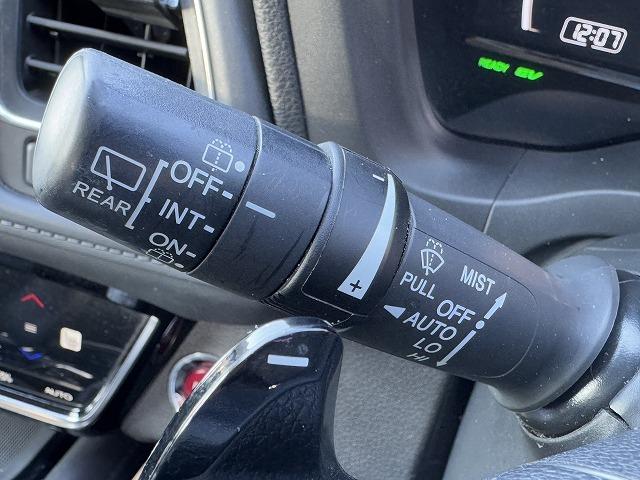 12:07
READY EV
REAR
OFF
INT
ON
-
+
PULL
MIST
OFF
AUTO
LO
HI
AUTO